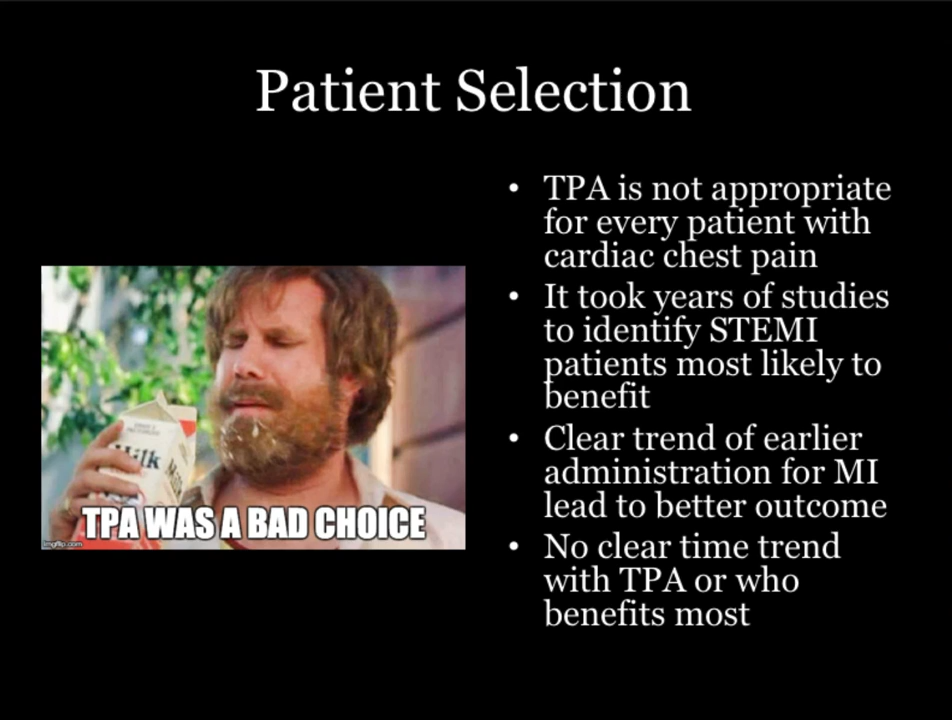 Patient Selection
• TPA is not appropriate
for every patient with
cardiac chest pain
• It took years of studies
to identify STEMI
patients most likely to
benefit
• Clear trend of earlier
administration for MI
lead to better outcome
• No clear time trend
with TPA or who
benefits most
Milk
TPA WAS A BAD CHOICE
imgflip.com